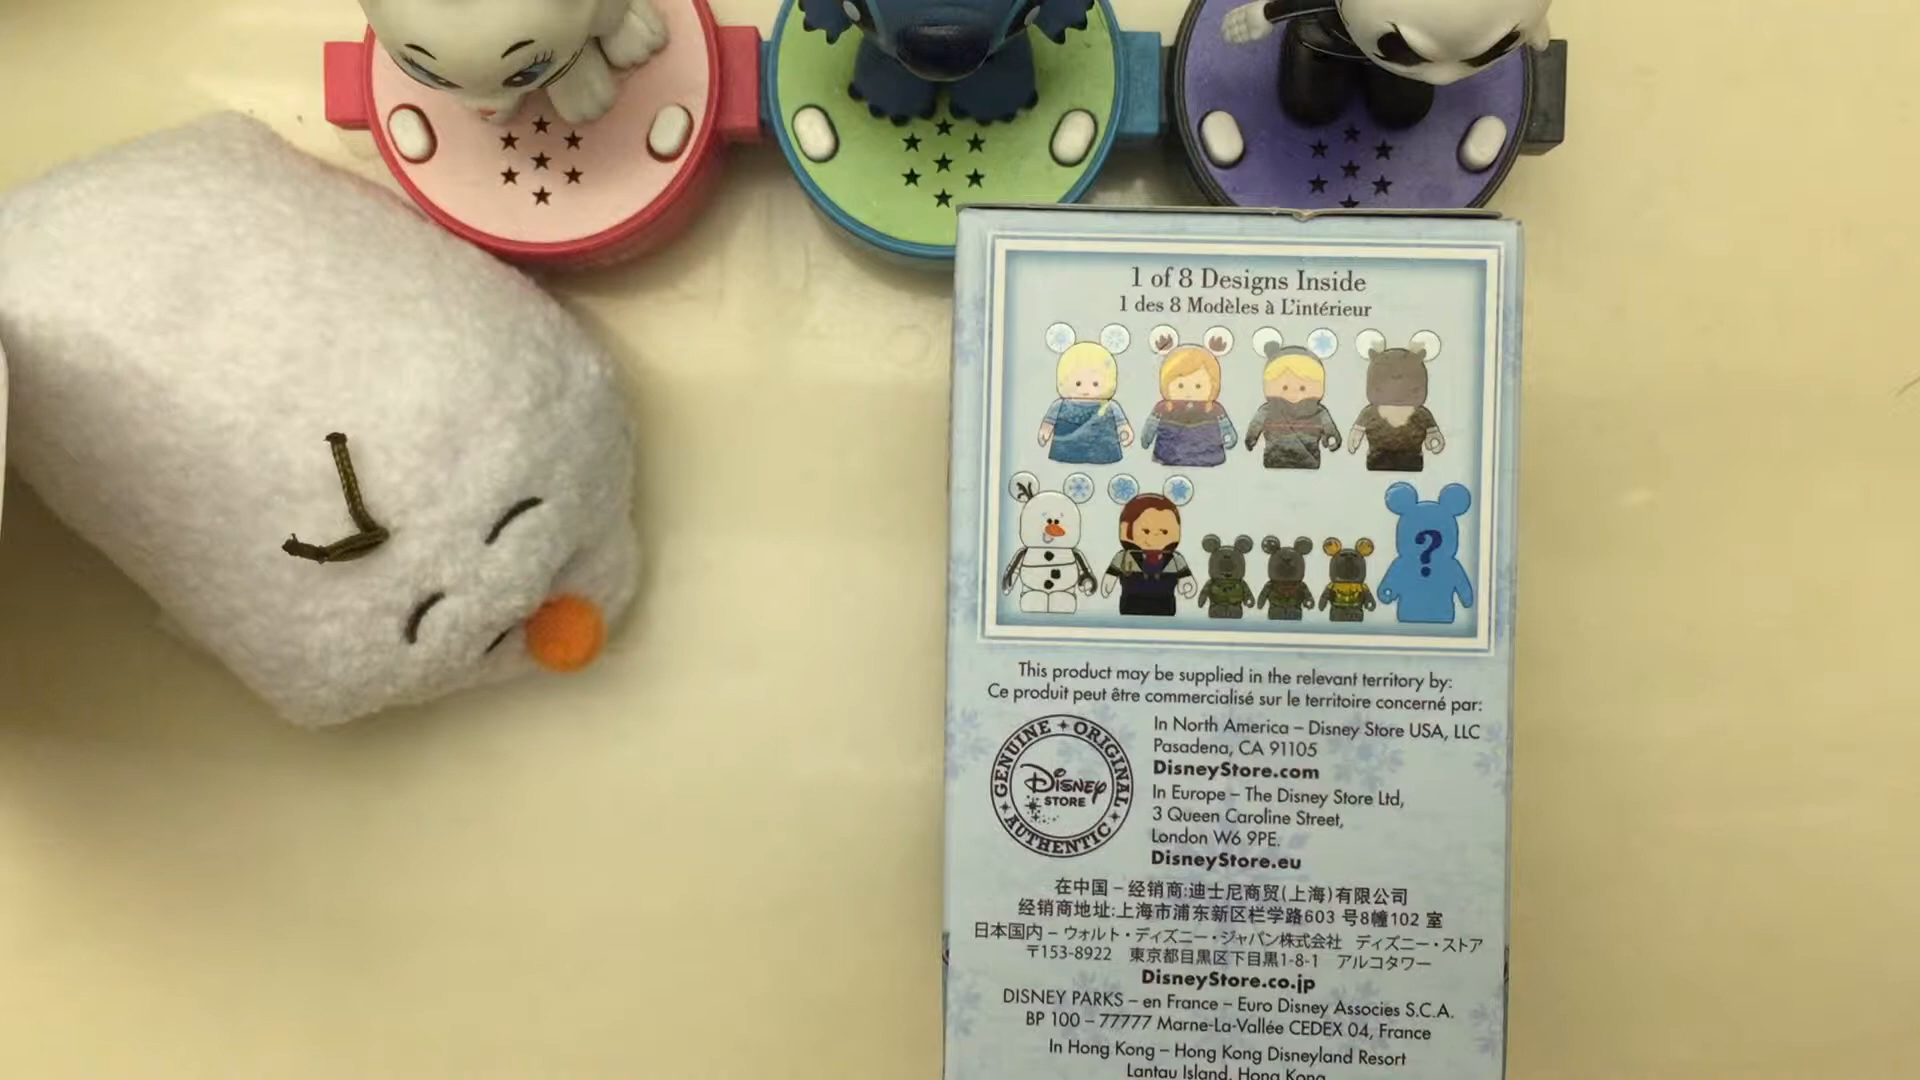 1 of 8 Designs Inside
1 des 8 Modèles à L'intérieur
?
This product may be supplied in the relevant territory by:
Ce produit peut être commercialisé sur le territoire concerné par:
GENUINE ORIGINAL AUTHENTIC
Disney
STORE
In North America – Disney Store USA, LLC
Pasadena, CA 91105
DisneyStore.com
In Europe – The Disney Store Ltd,
3 Queen Caroline Street,
London W6 9PE.
DisneyStore.eu
在中国 – 经销商:迪士尼商贸(上海)有限公司
经销商地址:上海市浦东新区栏学路603 号8幢102 室
日本国内 – ウォルト・ディズニー・ジャパン株式会社 ディズニー・ストア
〒153-8922 東京都目黒区下目黒1-8-1 アルコタワー
DisneyStore.co.jp
DISNEY PARKS – en France – Euro Disney Associes S.C.A.
BP 100 – 77777 Marne-La-Vallée CEDEX 04, France
In Hong Kong – Hong Kong Disneyland Resort
Lantau Island, Hong Kong